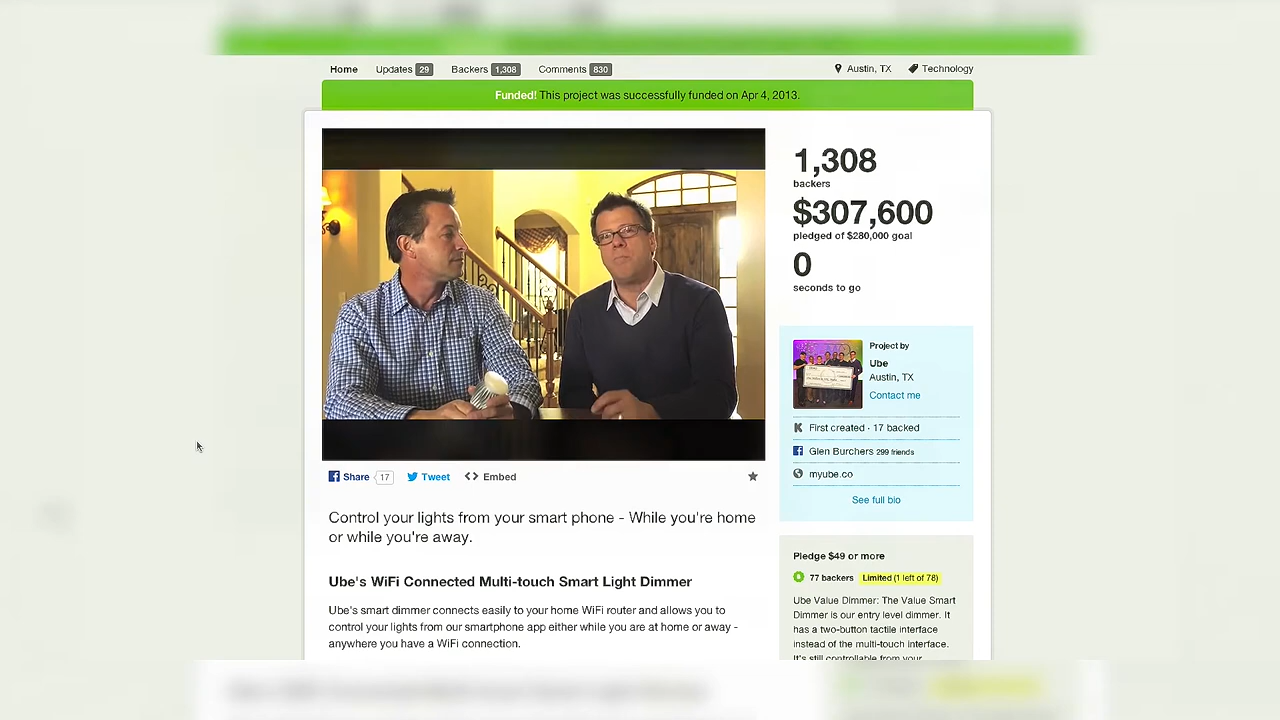 Home Updates 29 Backers 1,308 Comments 830 Austin, TX Technology
Funded! This project was successfully funded on Apr 4, 2013.
1,308
backers
$307,600
pledged of $280,000 goal
0
seconds to go
Project by
Ube
Austin, TX
Contact me
First created · 17 backed
Glen Burchers 299 friends
myube.co
See full bio
Share 17 Tweet Embed
Control your lights from your smart phone - While you're home
or while you're away.
Ube's WiFi Connected Multi-touch Smart Light Dimmer
Ube's smart dimmer connects easily to your home WiFi router and allows you to
control your lights from our smartphone app either while you are at home or away -
anywhere you have a WiFi connection.
Pledge $49 or more
77 backers Limited (1 left of 78)
Ube Value Dimmer: The Value Smart
Dimmer is our entry level dimmer. It
has a two-button tactile interface
instead of the multi-touch interface.
It's still controllable from your